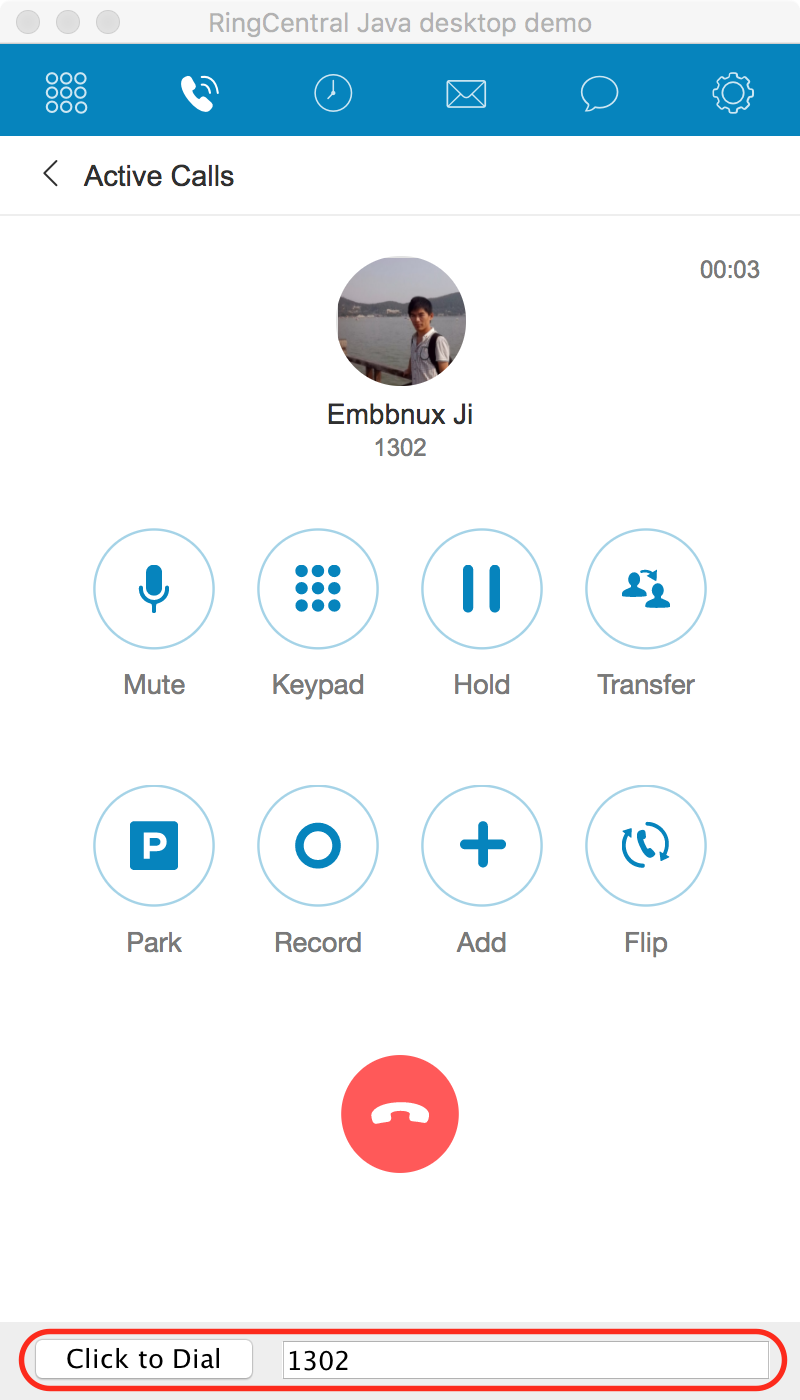 RingCentral Java desktop demo
Active Calls
00:03
Embbnux Ji
1302
Mute Keypad Hold Transfer
P
Park Record Add Flip
Click to Dial 1302